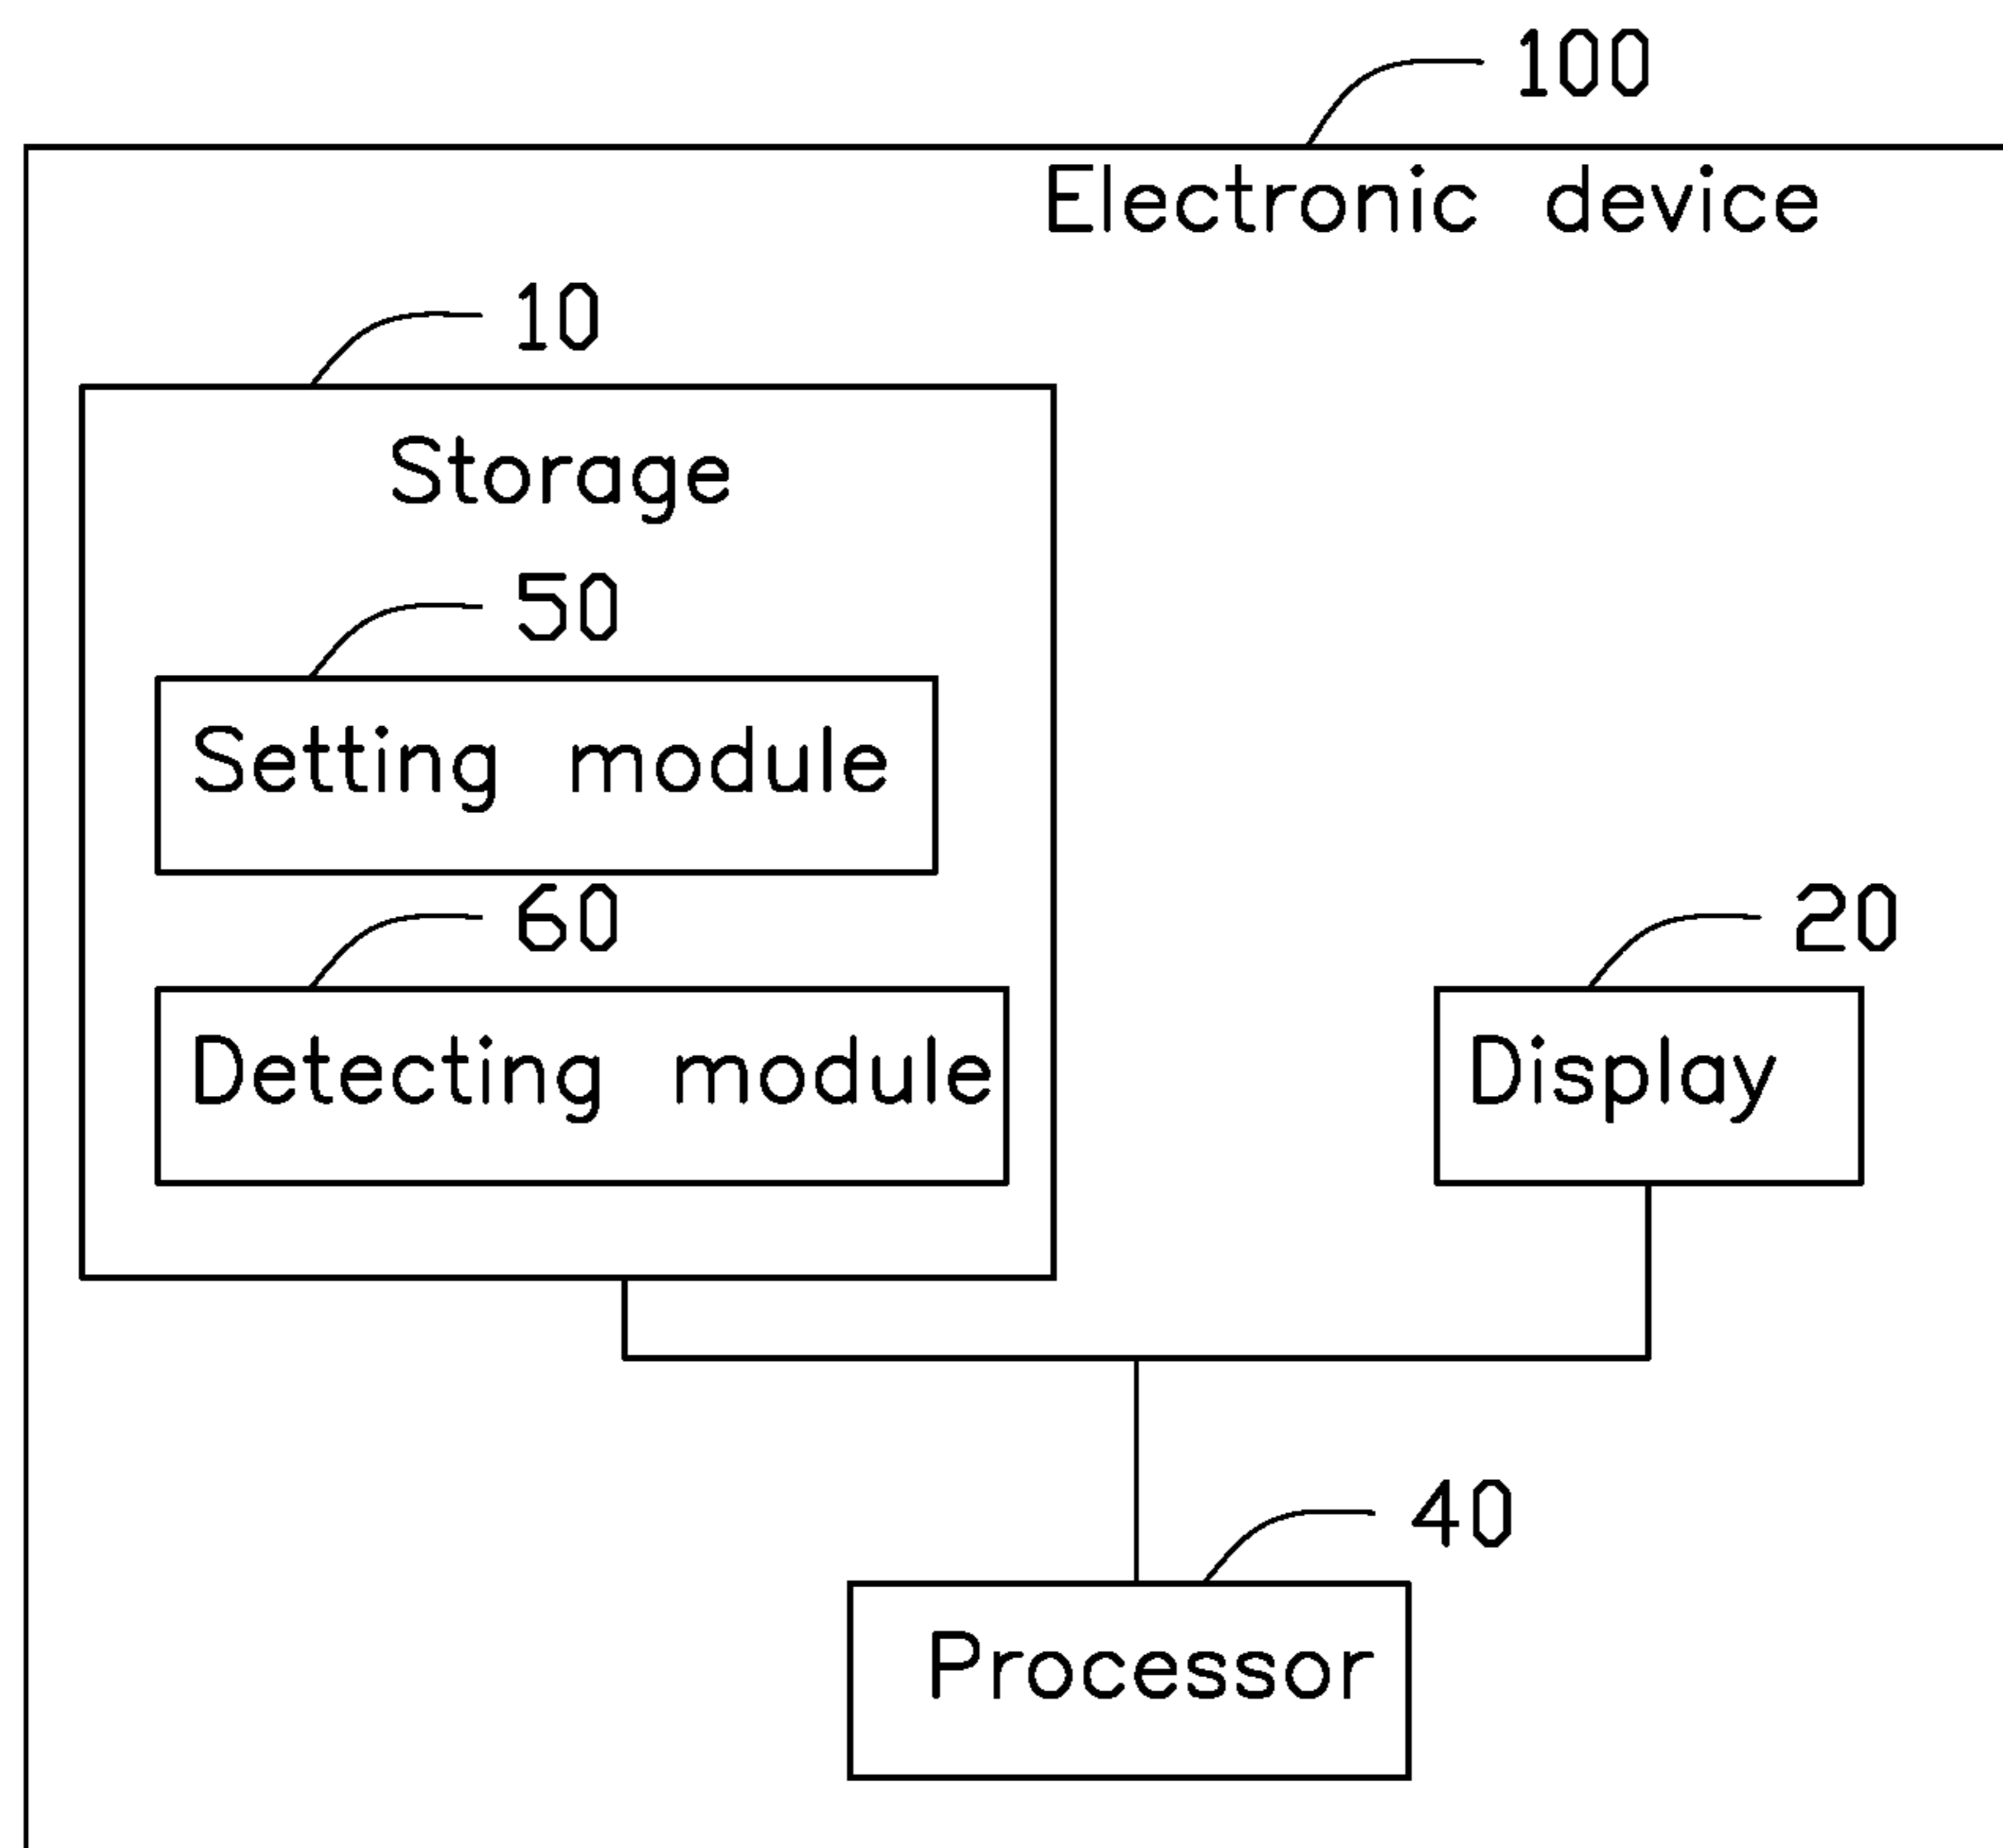 100
Electronic device
10
Storage
50
Setting module
60
Detecting module
20
Display
40
Processor